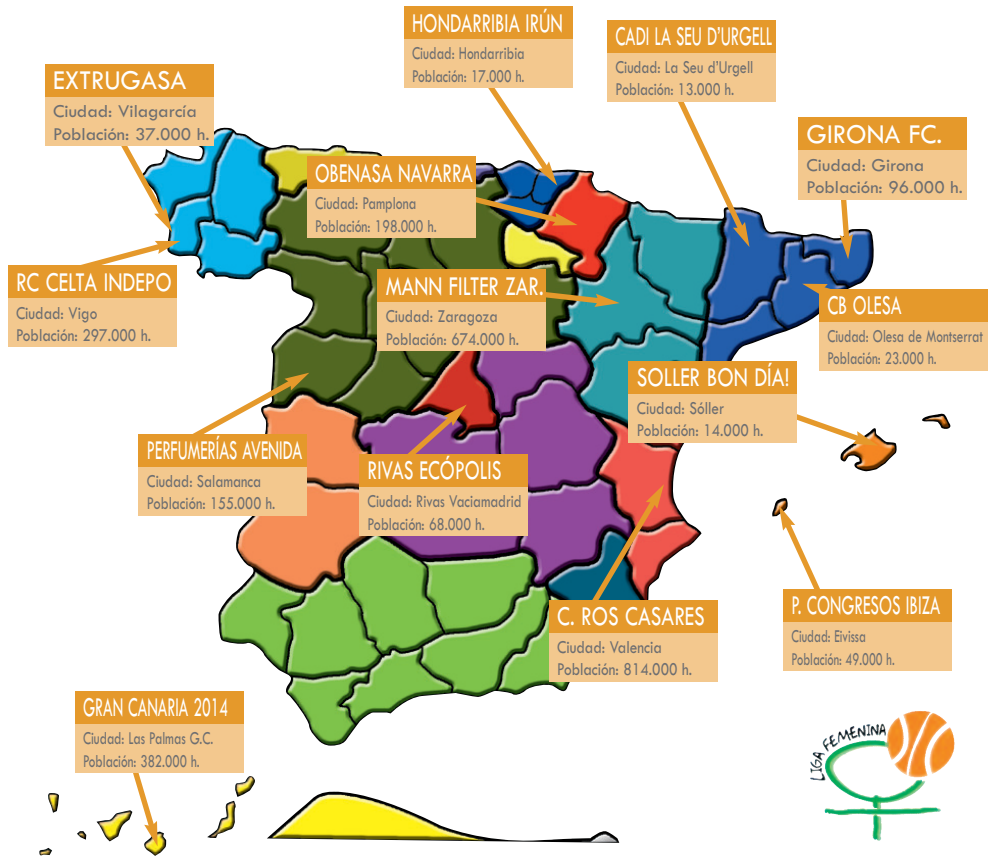 HONDARRIBIA IRÚN
Ciudad: Hondarribia
Población: 17.000 h.
CADI LA SEU D'URGELL
Ciudad: La Seu d'Urgell
Población: 13.000 h.
EXTRUGASA
Ciudad: Vilagarcía
Población: 37.000 h.
GIRONA FC.
Ciudad: Girona
Población: 96.000 h.
OBENASA NAVARRA
Ciudad: Pamplona
Población: 198.000 h.
RC CELTA INDEPO
Ciudad: Vigo
Población: 297.000 h.
MANN FILTER ZAR.
Ciudad: Zaragoza
Población: 674.000 h.
CB OLESA
Ciudad: Olesa de Montserrat
Población: 23.000 h.
SOLLER BON DÍA!
Ciudad: Sóller
Población: 14.000 h.
PERFUMERÍAS AVENIDA
Ciudad: Salamanca
Población: 155.000 h.
RIVAS ECÓPOLIS
Ciudad: Rivas Vaciamadrid
Población: 68.000 h.
C. ROS CASARES
Ciudad: Valencia
Población: 814.000 h.
P. CONGRESOS IBIZA
Ciudad: Eivissa
Población: 49.000 h.
GRAN CANARIA 2014
Ciudad: Las Palmas G.C.
Población: 382.000 h.
LIGA FEMENINA